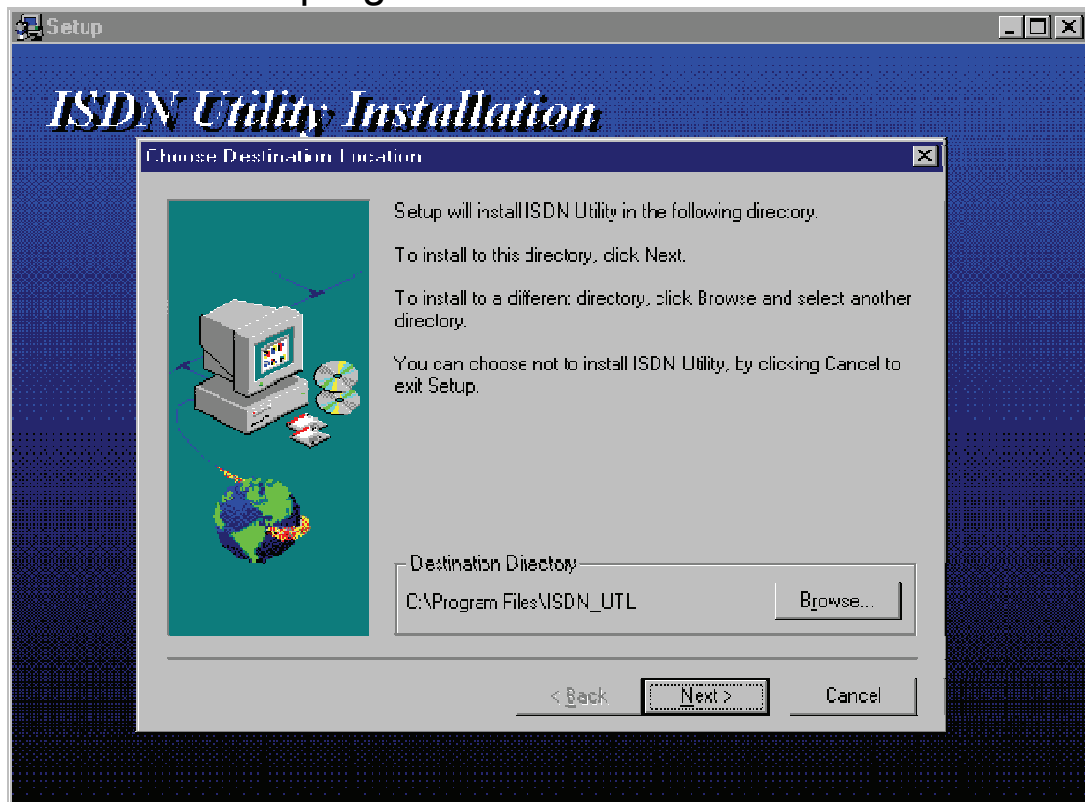 Setup
ISDN Utility Installation
Choose Destination Location
Setup will install ISDN Utility in the following directory.
To install to this directory, click Next.
To install to a different directory, click Browse and select another
directory.
You can choose not to install ISDN Utility, by clicking Cancel to
exit Setup.
Destination Directory
C:\Program Files\ISDN_UTL
Browse...
< Back
Next >
Cancel